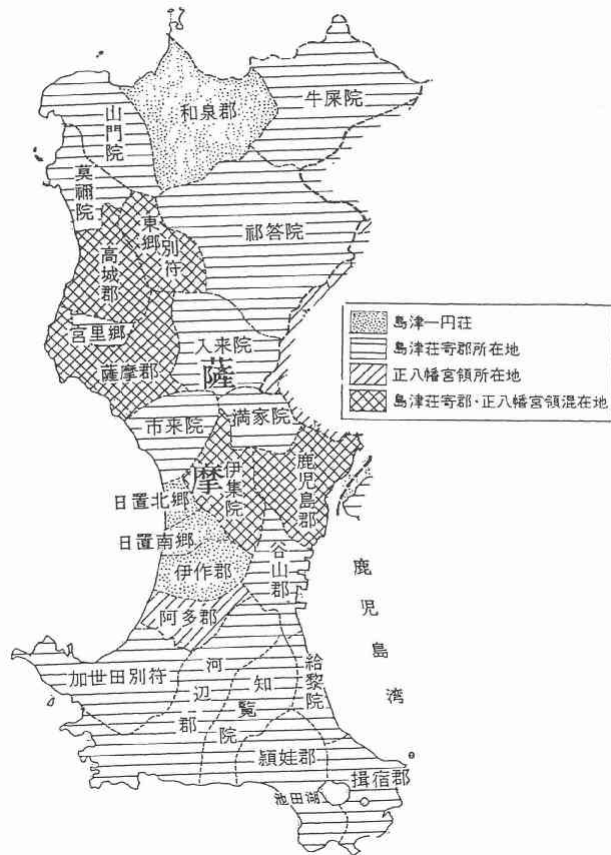 牛屎院
和泉郡
山門院
莫禰院
東郷別符
祁答院
高城郡
宮里郷
入来院
薩摩郡
薩摩
市来院
満家院
伊集院
鹿児島郡
日置北郷
日置南郷
谷山郡
伊作郡
阿多郡
鹿児島湾
加世田別符
河辺郡
知覧院
給黎院
頴娃郡
揖宿郡
池田湖
島津一円荘
島津荘寄郡所在地
正八幡宮領所在地
島津荘寄郡・正八幡宮領混在地